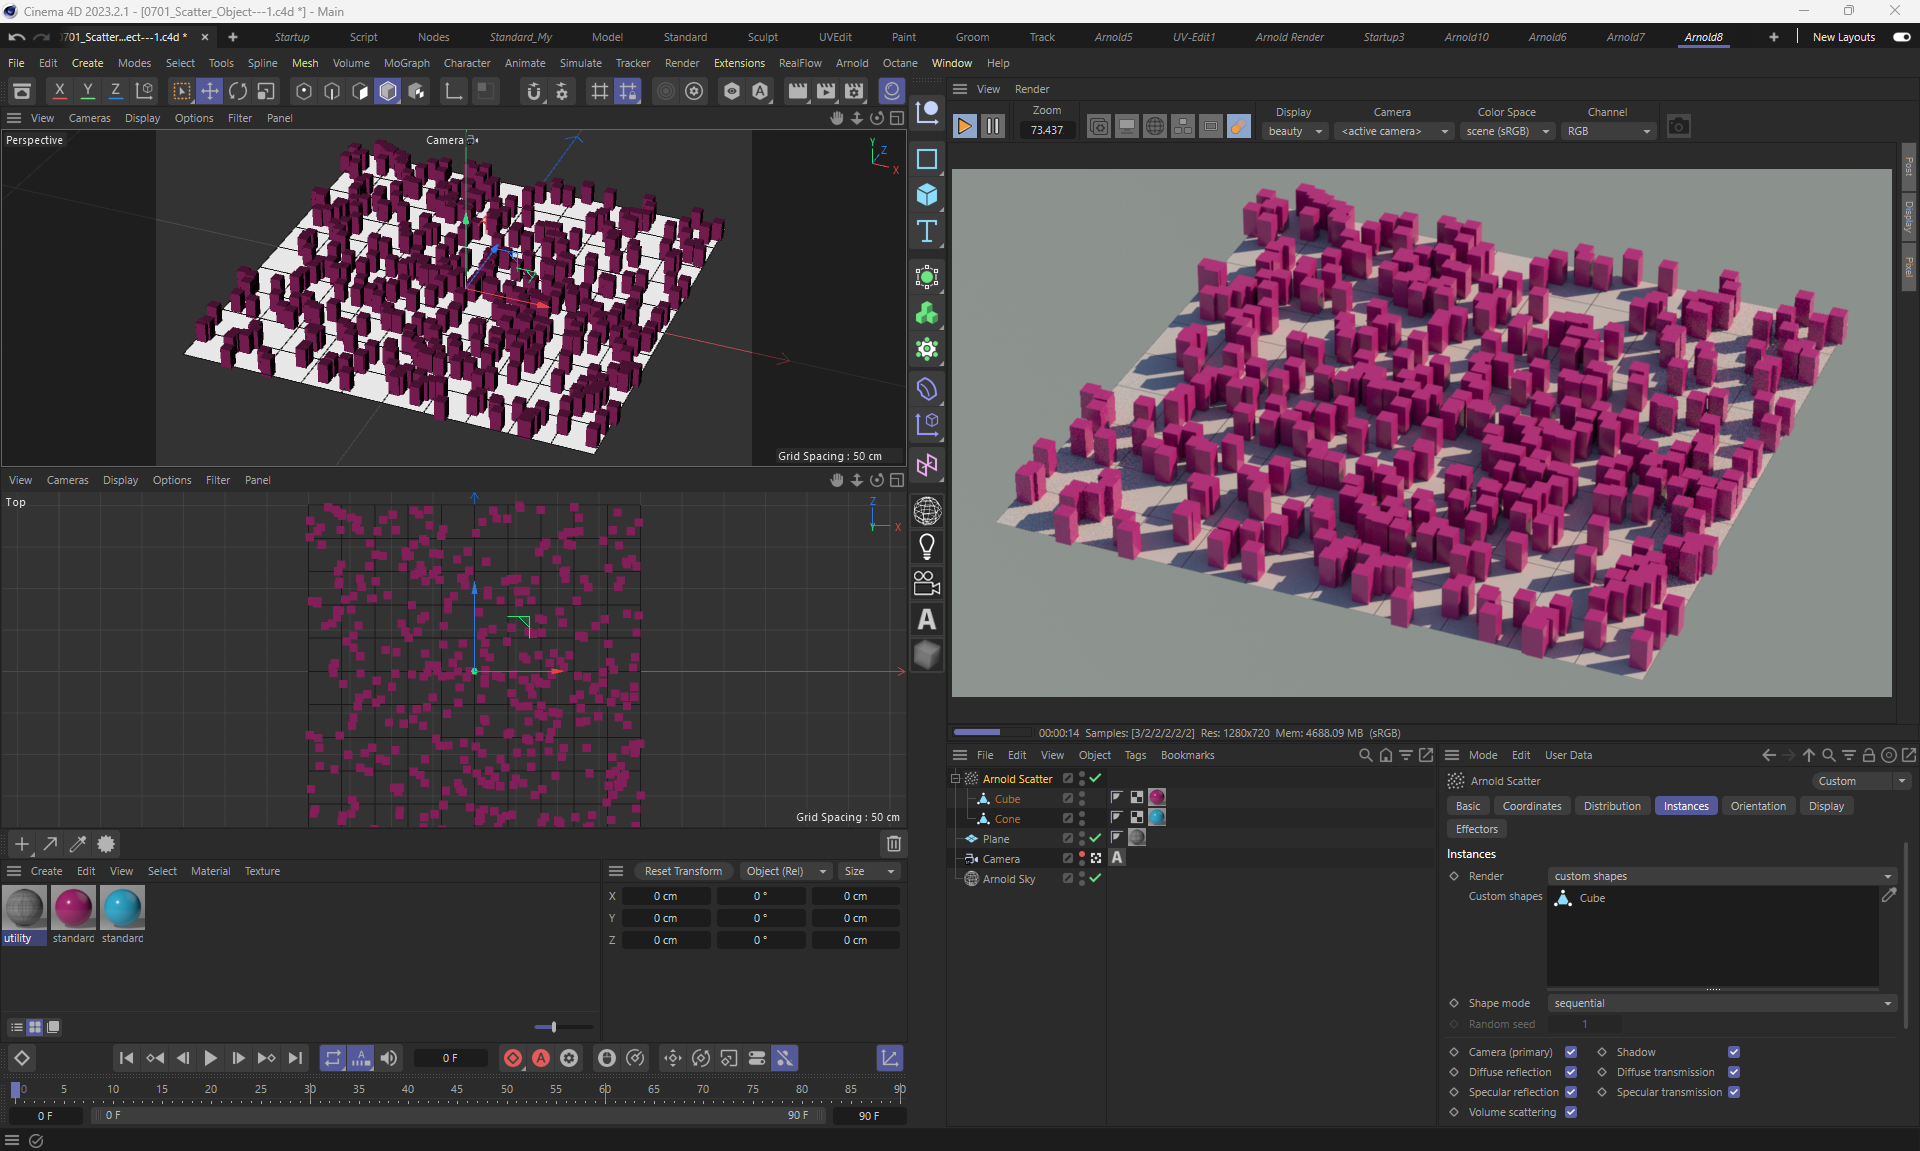 Cinema 4D 2023.2.1 - [0701_Scatter_Object---1.c4d *] - Main
0701_Scatter...ect---1.c4d *
Startup
Script
Nodes
Standard_My
Model
Standard
Sculpt
UVEdit
Paint
Groom
Track
Arnold5
UV-Edit1
Arnold Render
Startup3
Arnold10
Arnold6
Arnold7
Arnold8
New Layouts
File Edit Create Modes Select Tools Spline Mesh Volume MoGraph Character Animate Simulate Tracker Render Extensions RealFlow Arnold Octane Window Help
X Y Z
View Cameras Display Options Filter Panel
Perspective
Camera
Y
Z
X
Grid Spacing : 50 cm
View Cameras Display Options Filter Panel
Top
Z
Y
X
Grid Spacing : 50 cm
View Render
Zoom
73.437
Display
beauty
Camera
<active camera>
Color Space
scene (sRGB)
Channel
RGB
Post
Display
Pixel
00:00:14 Samples: [3/2/2/2/2/2] Res: 1280x720 Mem: 4688.09 MB (sRGB)
File Edit View Object Tags Bookmarks
Arnold Scatter
Cube
Cone
Plane
Camera
A
Arnold Sky
Mode Edit User Data
Arnold Scatter
Custom
Basic
Coordinates
Distribution
Instances
Orientation
Display
Effectors
Instances
Render
custom shapes
Custom shapes
Cube
Shape mode
sequential
Random seed
1
Camera (primary)
Shadow
Diffuse reflection
Diffuse transmission
Specular reflection
Specular transmission
Volume scattering
Create Edit View Select Material Texture
utility
standard
standard
Reset Transform
Object (Rel)
Size
X 0 cm 0 ° 0 cm
Y 0 cm 0 ° 0 cm
Z 0 cm 0 ° 0 cm
0 F
0 5 10 15 20 25 30 35 40 45 50 55 60 65 70 75 80 85 90
0 F
0 F
90 F
90 F